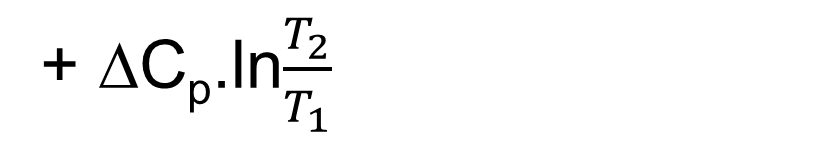 + ΔCp.ln T2/T1